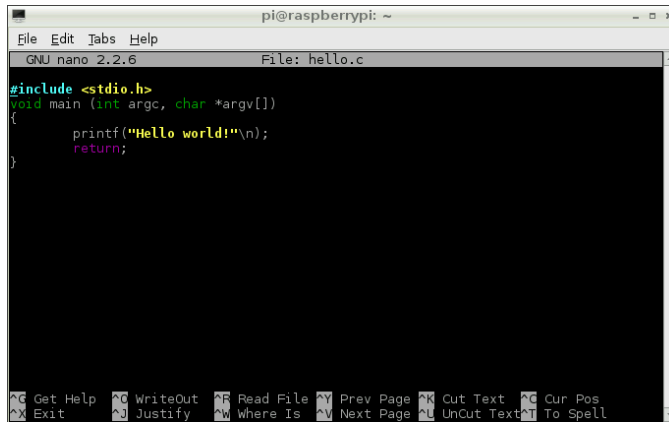 pi@raspberrypi: ~
File Edit Tabs Help
GNU nano 2.2.6 File: hello.c
#include <stdio.h>
void main (int argc, char *argv[])
{
printf("Hello world!"\n);
return;
}
^G Get Help ^O WriteOut ^R Read File ^Y Prev Page ^K Cut Text ^C Cur Pos
^X Exit ^J Justify ^W Where Is ^V Next Page ^U UnCut Text ^T To Spell